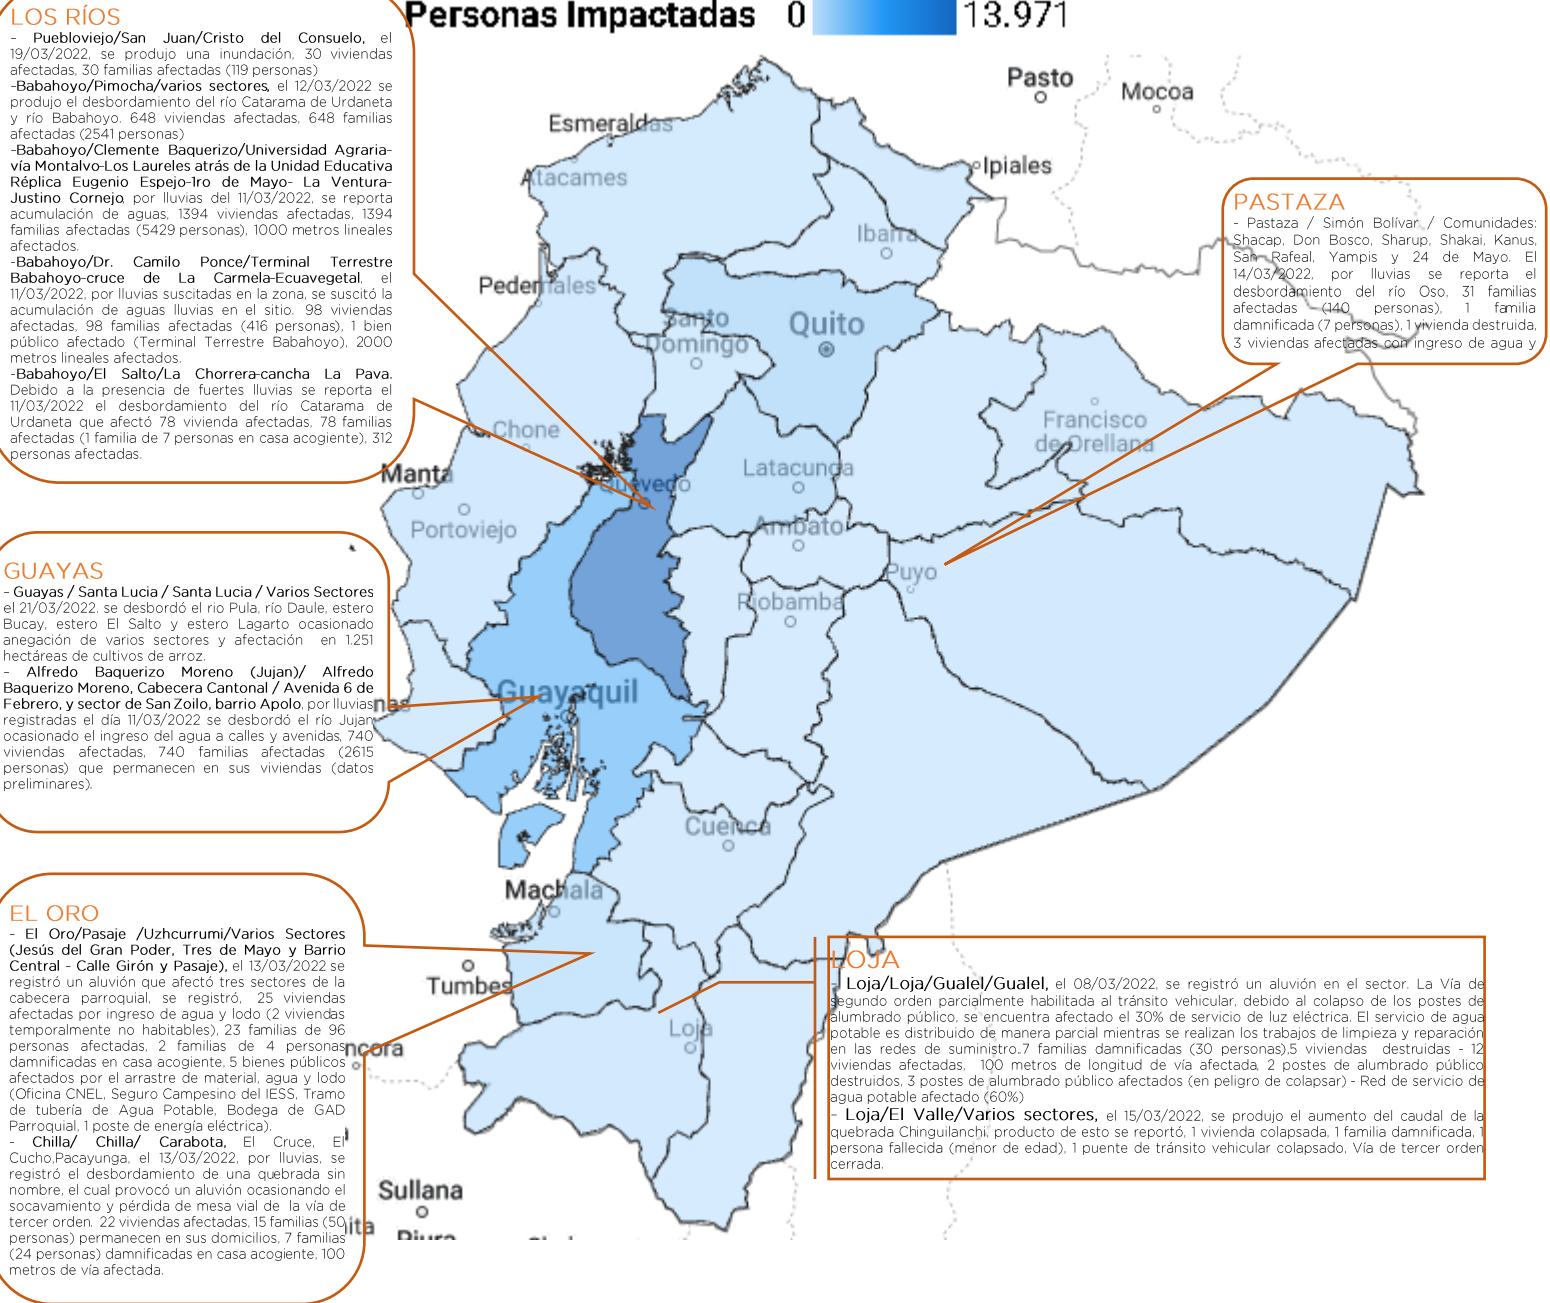 Personas Impactadas 0 13.971
LOS RÍOS
- Puebloviejo/San Juan/Cristo del Consuelo, el
19/03/2022, se produjo una inundación, 30 viviendas
afectadas, 30 familias afectadas (119 personas)
-Babahoyo/Pimocha/varios sectores, el 12/03/2022 se
produjo el desbordamiento del río Catarama de Urdaneta
y río Babahoyo. 648 viviendas afectadas, 648 familias
afectadas (2541 personas)
-Babahoyo/Clemente Baquerizo/Universidad Agraria-
vía Montalvo-Los Laureles atrás de la Unidad Educativa
Réplica Eugenio Espejo-1ro de Mayo- La Ventura-
Justino Cornejo, por lluvias del 11/03/2022, se reporta
acumulación de aguas, 1394 viviendas afectadas, 1394
familias afectadas (5429 personas), 1000 metros lineales
afectados.
-Babahoyo/Dr. Camilo Ponce/Terminal Terrestre
Babahoyo-cruce de La Carmela-Ecuavegetal, el
11/03/2022, por lluvias suscitadas en la zona, se suscitó la
acumulación de aguas lluvias en el sitio. 98 viviendas
afectadas, 98 familias afectadas (416 personas), 1 bien
público afectado (Terminal Terrestre Babahoyo), 2000
metros lineales afectados.
-Babahoyo/El Salto/La Chorrera-cancha La Pava.
Debido a la presencia de fuertes lluvias se reporta el
11/03/2022 el desbordamiento del río Catarama de
Urdaneta que afectó 78 vivienda afectadas, 78 familias
afectadas (1 familia de 7 personas en casa acogiente), 312
personas afectadas.
GUAYAS
- Guayas / Santa Lucia / Santa Lucia / Varios Sectores
el 21/03/2022. se desbordó el rio Pula, río Daule, estero
Bucay, estero El Salto y estero Lagarto ocasionado
anegación de varios sectores y afectación en 1.251
hectáreas de cultivos de arroz.
- Alfredo Baquerizo Moreno (Jujan)/ Alfredo
Baquerizo Moreno, Cabecera Cantonal / Avenida 6 de
Febrero, y sector de San Zoilo, barrio Apolo, por lluvias
registradas el día 11/03/2022 se desbordó el río Jujan
ocasionado el ingreso del agua a calles y avenidas, 740
viviendas afectadas, 740 familias afectadas (2615
personas) que permanecen en sus viviendas (datos
preliminares).
EL ORO
- El Oro/Pasaje /Uzhcurrumi/Varios Sectores
(Jesús del Gran Poder, Tres de Mayo y Barrio
Central - Calle Girón y Pasaje), el 13/03/2022 se
registró un aluvión que afectó tres sectores de la
cabecera parroquial, se registró, 25 viviendas
afectadas por ingreso de agua y lodo (2 viviendas
temporalmente no habitables), 23 familias de 96
personas afectadas, 2 familias de 4 personas
damnificadas en casa acogiente, 5 bienes públicos
afectados por el arrastre de material, agua y lodo
(Oficina CNEL, Seguro Campesino del IESS, Tramo
de tubería de Agua Potable, Bodega de GAD
Parroquial, 1 poste de energía eléctrica).
- Chilla/ Chilla/ Carabota, El Cruce, El
Cucho,Pacayunga, el 13/03/2022, por lluvias, se
registró el desbordamiento de una quebrada sin
nombre, el cual provocó un aluvión ocasionando el
socavamiento y pérdida de mesa vial de la vía de
tercer orden. 22 viviendas afectadas, 15 familias (50
personas) permanecen en sus domicilios, 7 familias
(24 personas) damnificadas en casa acogiente, 100
metros de vía afectada.
PASTAZA
- Pastaza / Simón Bolívar / Comunidades:
Shacap, Don Bosco, Sharup, Shakai, Kanus,
San Rafeal, Yampis y 24 de Mayo. El
14/03/2022, por lluvias se reporta el
desbordamiento del río Oso, 31 familias
afectadas (140 personas), 1 familia
damnificada (7 personas), 1 vivienda destruida,
3 viviendas afectadas con ingreso de agua y
LOJA
- Loja/Loja/Gualel/Gualel, el 08/03/2022, se registró un aluvión en el sector. La Vía de
segundo orden parcialmente habilitada al tránsito vehicular, debido al colapso de los postes de
alumbrado público, se encuentra afectado el 30% de servicio de luz eléctrica. El servicio de agua
potable es distribuido de manera parcial mientras se realizan los trabajos de limpieza y reparación
en las redes de suministro..7 familias damnificadas (30 personas),5 viviendas destruidas - 12
viviendas afectadas, 100 metros de longitud de vía afectada, 2 postes de alumbrado público
destruidos, 3 postes de alumbrado público afectados (en peligro de colapsar) - Red de servicio de
agua potable afectado (60%)
- Loja/El Valle/Varios sectores, el 15/03/2022, se produjo el aumento del caudal de la
quebrada Chinguilanchi, producto de esto se reportó, 1 vivienda colapsada, 1 familia damnificada, 1
persona fallecida (menor de edad), 1 puente de tránsito vehicular colapsado, Vía de tercer orden
cerrada.
Pasto
Mocoa
Esmeraldas
Ipiales
Atacames
Ibarra
Pedernales
Santo
Domingo
Quito
Francisco
de Orellana
Chone
Manta
Latacunga
Quevedo
Portoviejo
Ambato
Puyo
Riobamba
Guayaquil
nas
Cuenca
Machala
Tumbes
Loja
ncora
Sullana
ita
Piura